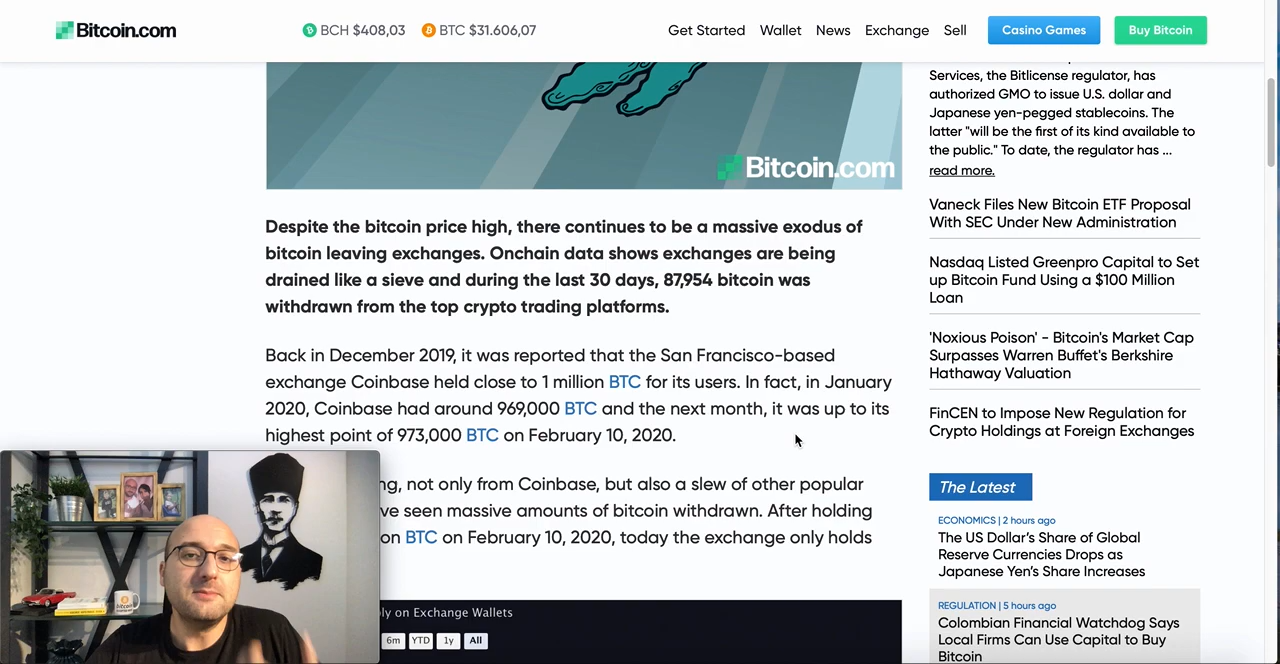 Bitcoin.com
BCH $408,03
BTC $31.606,07
Get Started
Wallet
News
Exchange
Sell
Casino Games
Buy Bitcoin
Bitcoin.com
Despite the bitcoin price high, there continues to be a massive exodus of
bitcoin leaving exchanges. Onchain data shows exchanges are being
drained like a sieve and during the last 30 days, 87,954 bitcoin was
withdrawn from the top crypto trading platforms.
Back in December 2019, it was reported that the San Francisco-based
exchange Coinbase held close to 1 million BTC for its users. In fact, in January
2020, Coinbase had around 969,000 BTC and the next month, it was up to its
highest point of 973,000 BTC on February 10, 2020.
ng, not only from Coinbase, but also a slew of other popular
ve seen massive amounts of bitcoin withdrawn. After holding
on BTC on February 10, 2020, today the exchange only holds
ly on Exchange Wallets
6m
YTD
1y
All
Services, the Bitlicense regulator, has
authorized GMO to issue U.S. dollar and
Japanese yen-pegged stablecoins. The
latter "will be the first of its kind available to
the public." To date, the regulator has ...
read more.
Vaneck Files New Bitcoin ETF Proposal
With SEC Under New Administration
Nasdaq Listed Greenpro Capital to Set
up Bitcoin Fund Using a $100 Million
Loan
'Noxious Poison' - Bitcoin's Market Cap
Surpasses Warren Buffet's Berkshire
Hathaway Valuation
FinCEN to Impose New Regulation for
Crypto Holdings at Foreign Exchanges
The Latest
ECONOMICS | 2 hours ago
The US Dollar's Share of Global
Reserve Currencies Drops as
Japanese Yen's Share Increases
REGULATION | 5 hours ago
Colombian Financial Watchdog Says
Local Firms Can Use Capital to Buy
Bitcoin